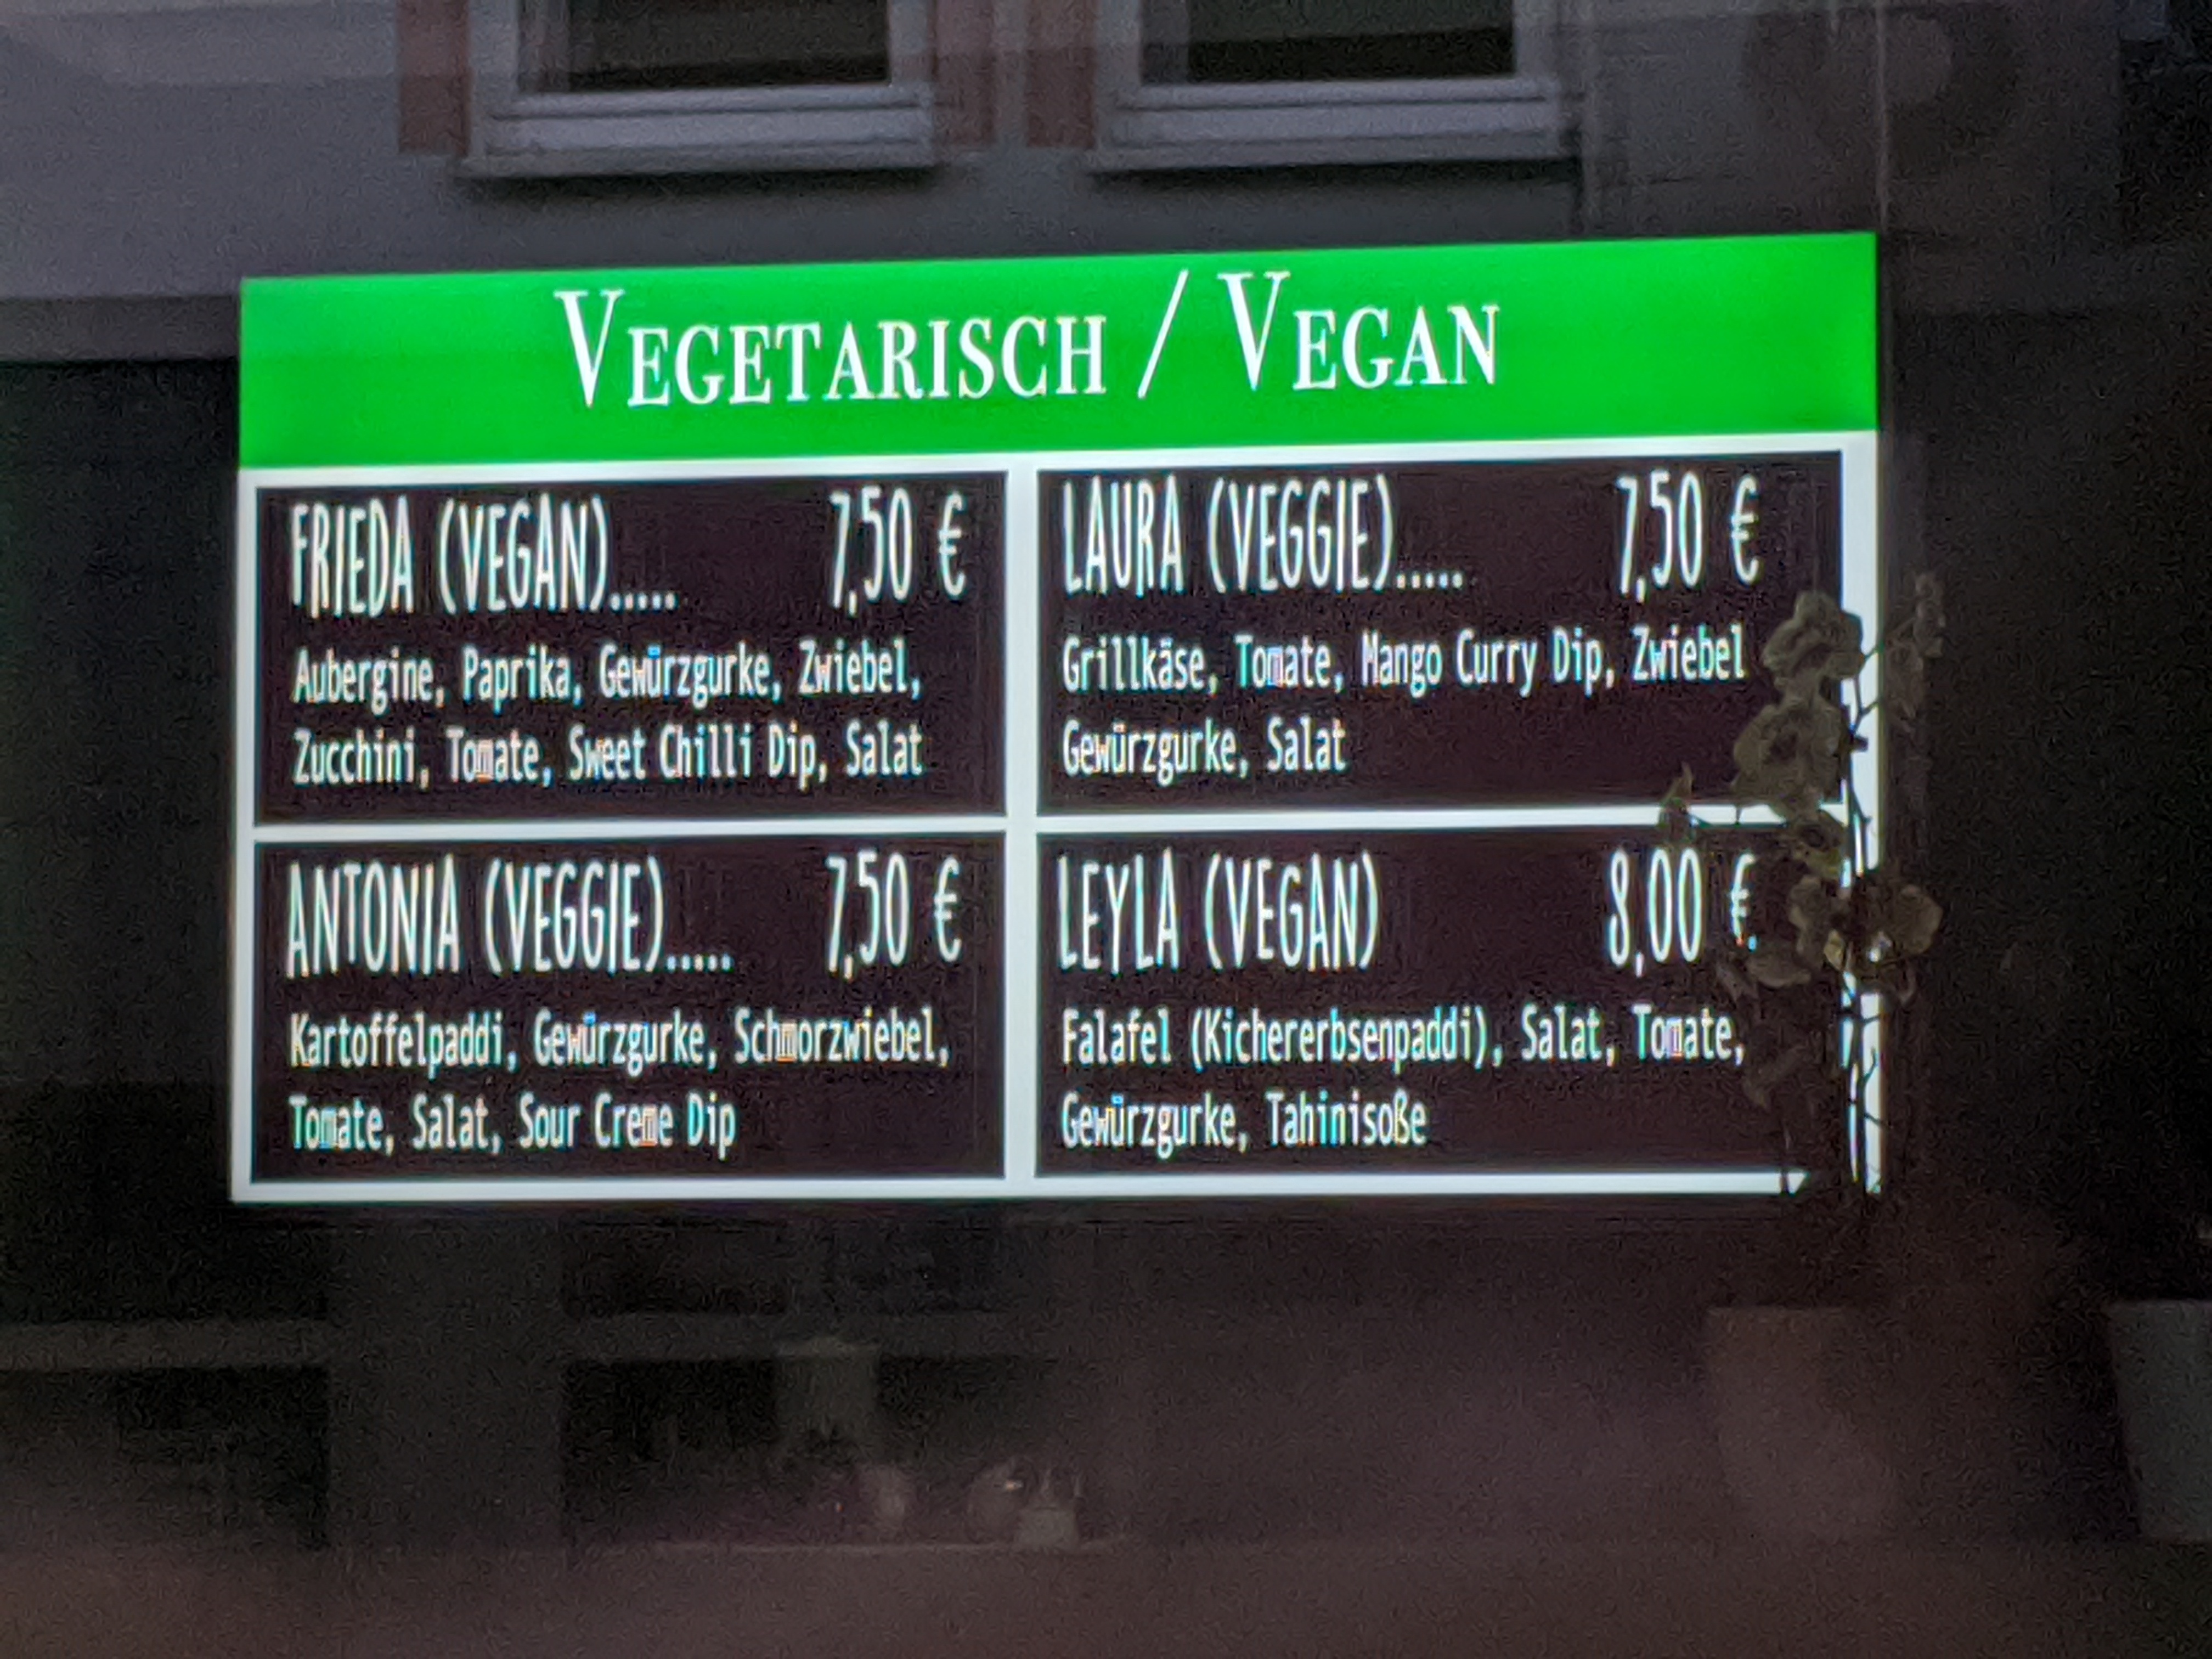 VEGETARISCH / VEGAN
FRIEDA (VEGAN)..... 7,50 €
Aubergine, Paprika, Gewürzgurke, Zwiebel,
Zucchini, Tomate, Sweet Chilli Dip, Salat
LAURA (VEGGIE)..... 7,50 €
Grillkäse, Tomate, Mango Curry Dip, Zwiebel
Gewürzgurke, Salat
ANTONIA (VEGGIE)..... 7,50 €
Kartoffelpaddi, Gewürzgurke, Schmorzwiebel,
Tomate, Salat, Sour Creme Dip
LEYLA (VEGAN) 8,00 €
Falafel (Kichererbsenpaddi), Salat, Tomate,
Gewürzgurke, Tahinisoße